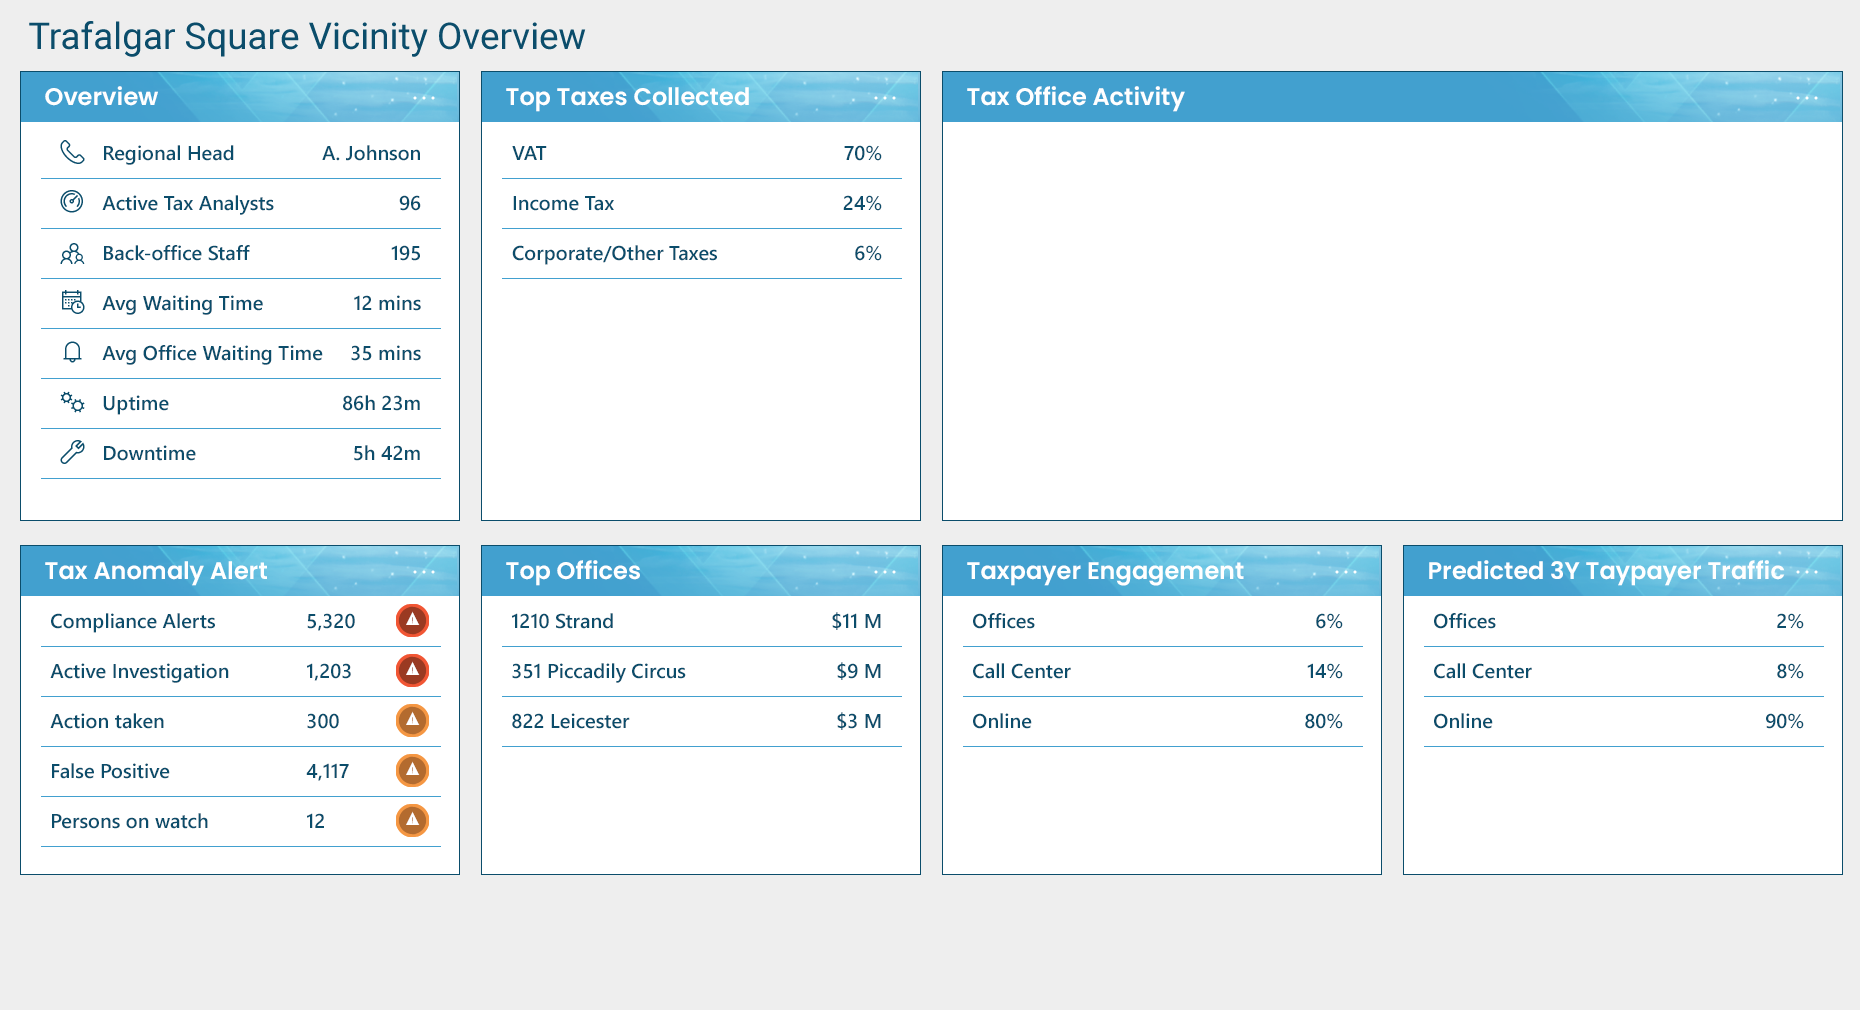 Trafalgar Square Vicinity Overview
Overview
Regional Head A. Johnson
Active Tax Analysts 96
Back-office Staff 195
Avg Waiting Time 12 mins
Avg Office Waiting Time 35 mins
Uptime 86h 23m
Downtime 5h 42m
Top Taxes Collected
VAT 70%
Income Tax 24%
Corporate/Other Taxes 6%
Tax Office Activity
Tax Anomaly Alert
Compliance Alerts 5,320
Active Investigation 1,203
Action taken 300
False Positive 4,117
Persons on watch 12
Top Offices
1210 Strand $11 M
351 Piccadily Circus $9 M
822 Leicester $3 M
Taxpayer Engagement
Offices 6%
Call Center 14%
Online 80%
Predicted 3Y Taypayer Traffic
Offices 2%
Call Center 8%
Online 90%